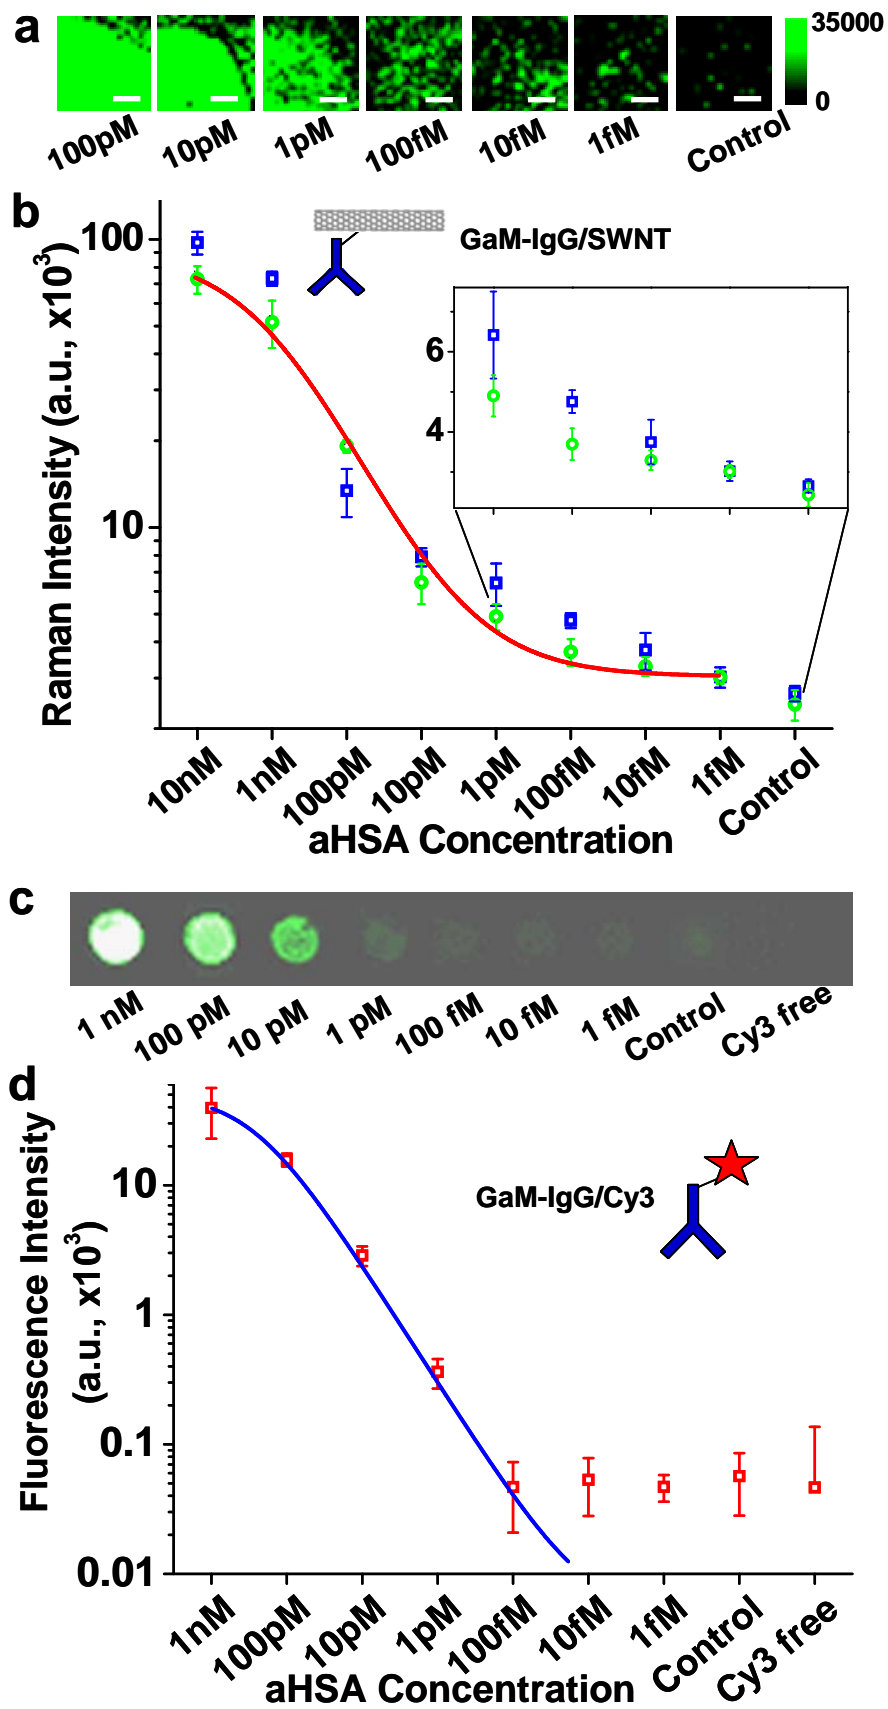 a
35000
0
100pM 10pM 1pM 100fM 10fM 1fM Control
b
GaM-IgG/SWNT
Raman Intensity (a.u., x10³)
100
10
6
4
10nM 1nM 100pM 10pM 1pM 100fM 10fM 1fM Control
aHSA Concentration
c
1 nM 100 pM 10 pM 1 pM 100 fM 10 fM 1 fM Control Cy3 free
d
GaM-IgG/Cy3
Fluorescence Intensity
(a.u., x10³)
10
1
0.1
0.01
1nM 100pM 10pM 1pM 100fM 10fM 1fM Control Cy3 free
aHSA Concentration